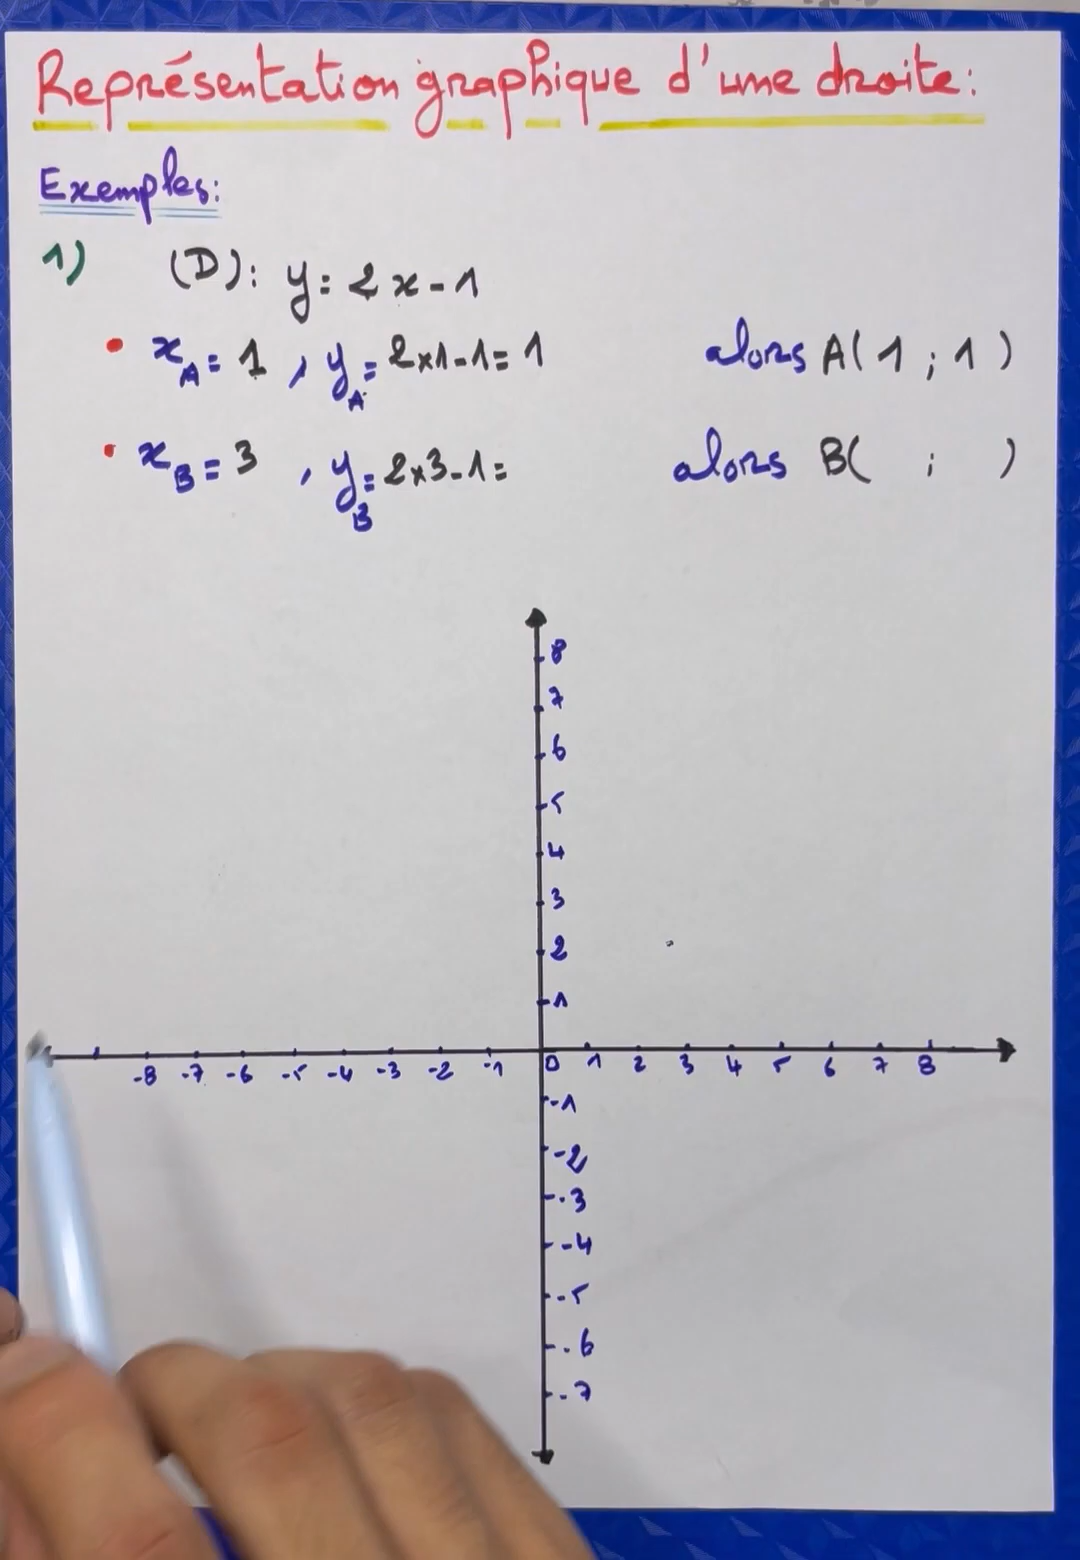 Représentation graphique d'une droite:
Exemples:
1) (D): y = 2x - 1
• x_A = 1 , y_A = 2×1-1 = 1 alors A(1 ; 1)
• x_B = 3 , y_B = 2×3-1 = alors B( ; )
8
7
6
5
4
3
2
1
-8 -7 -6 -5 -4 -3 -2 -1 0 1 2 3 4 5 6 7 8
-1
-2
-3
-4
-5
-6
-7